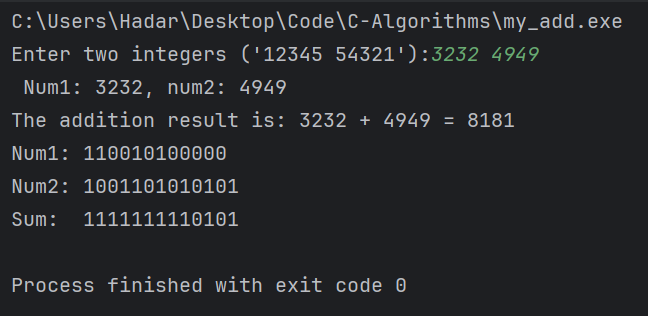 C:\Users\Hadar\Desktop\Code\C-Algorithms\my_add.exe
Enter two integers ('12345 54321'):3232 4949
 Num1: 3232, num2: 4949
The addition result is: 3232 + 4949 = 8181
Num1: 110010100000
Num2: 1001101010101
Sum:  1111111110101

Process finished with exit code 0